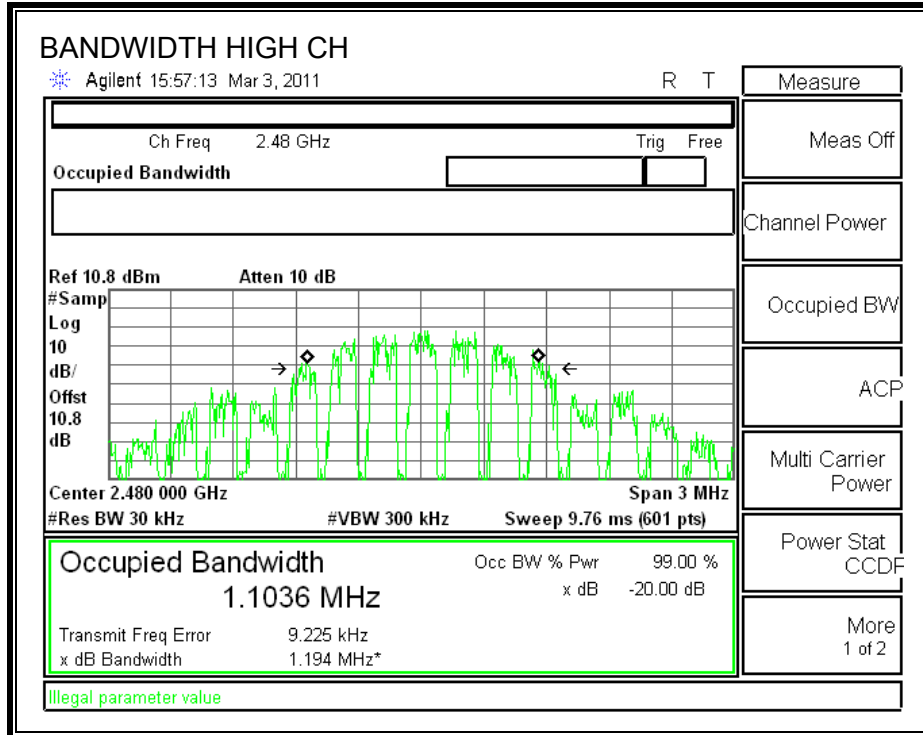 BANDWIDTH HIGH CH
Agilent 15:57:13 Mar 3, 2011 R T
Measure
Ch Freq 2.48 GHz Trig Free
Occupied Bandwidth
Meas Off
Channel Power
Occupied BW
ACP
Multi Carrier
Power
Power Stat
CCDF
More
1 of 2
Ref 10.8 dBm Atten 10 dB
#Samp
Log
10
dB/
Offst
10.8
dB
Center 2.480 000 GHz Span 3 MHz
#Res BW 30 kHz #VBW 300 kHz Sweep 9.76 ms (601 pts)
Occupied Bandwidth
1.1036 MHz
Occ BW % Pwr 99.00 %
x dB -20.00 dB
Transmit Freq Error 9.225 kHz
x dB Bandwidth 1.194 MHz*
Illegal parameter value